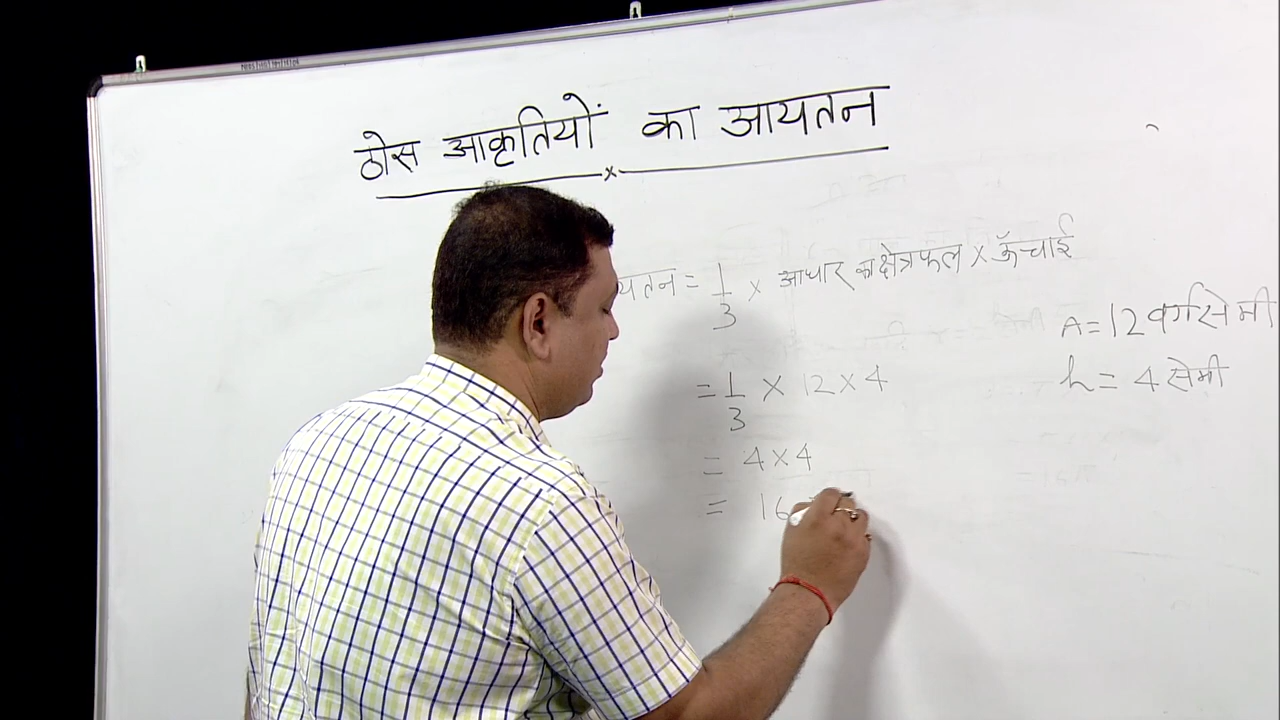 ठोस आकृतियों का आयतन
x
यतन = 1/3 × आधार का क्षेत्रफल × ऊँचाई
A = 12 वर्ग सेमी
h = 4 सेमी
= 1/3 × 12 × 4
= 4 × 4
= 16